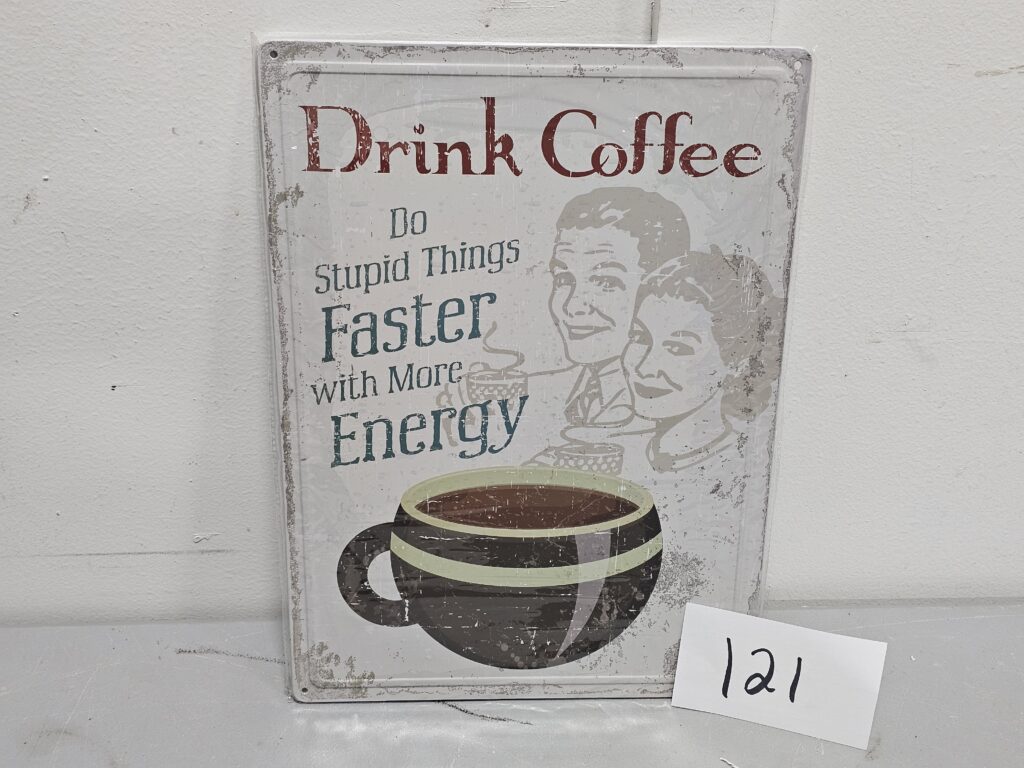 Drink Coffee
Do
Stupid Things
Faster
with More
Energy
121